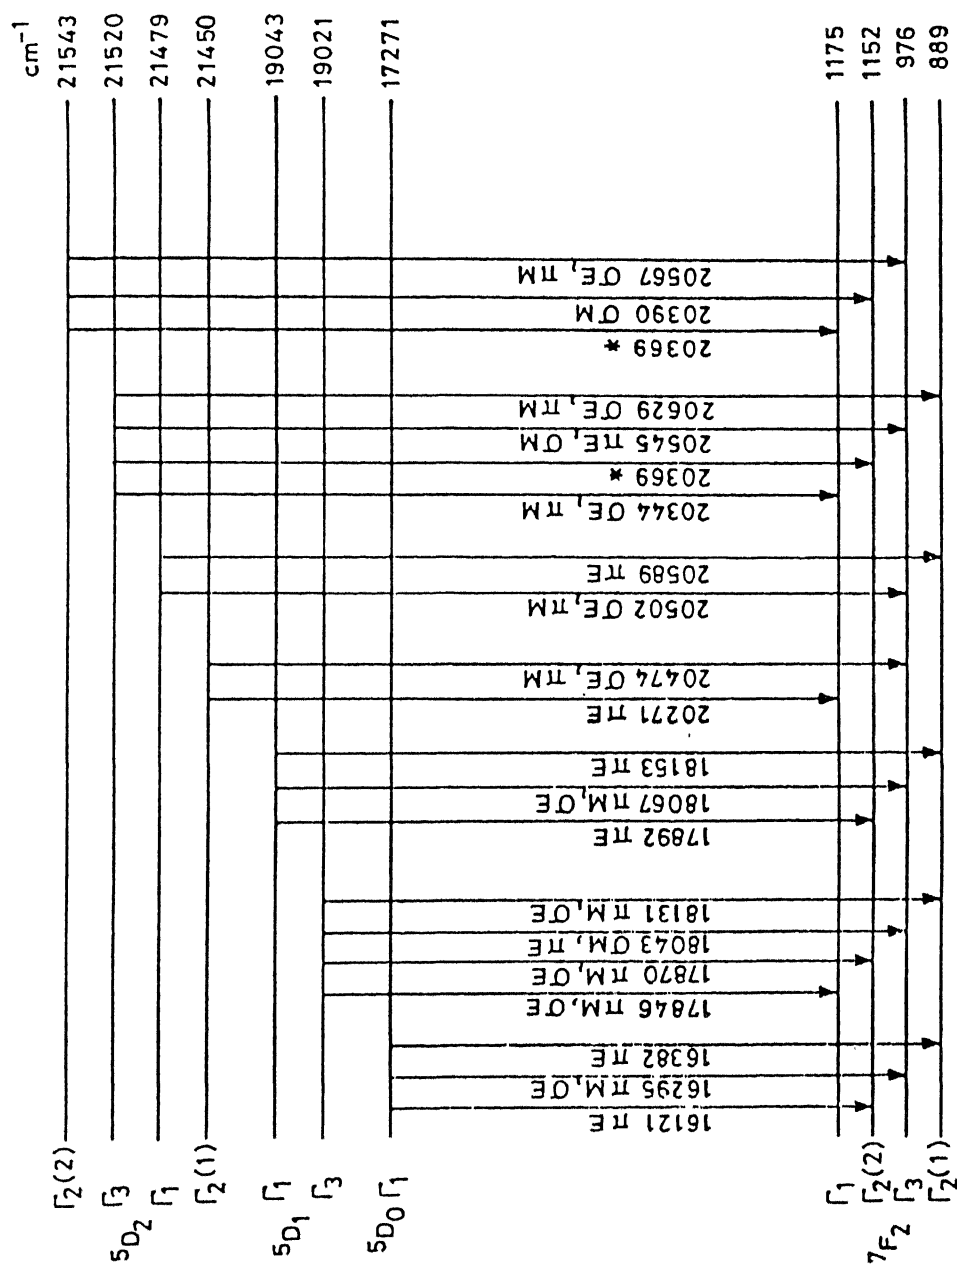 cm⁻¹
21543
21520
21479
21450
19043
19021
17271
1175
1152
976
889
20567 σE, πM
20390 σM
20369 *
20629 σE, πM
20545 πE, σM
20369 *
20344 σE, πM
20589 πE
20502 σE, πM
20474 σE, πM
20271 πE
18153 πE
18067 πM, σE
17892 πE
18131 πM, σE
18043 σM, πE
17870 πM, σE
17846 πM, σE
16382 πE
16295 πM, σE
16121 πE
Γ₂(2)
Γ₃
⁵D₂
Γ₁
Γ₂(1)
Γ₁
⁵D₁
Γ₃
⁵D₀ Γ₁
Γ₁
Γ₂(2)
⁷F₂
Γ₃
Γ₂(1)